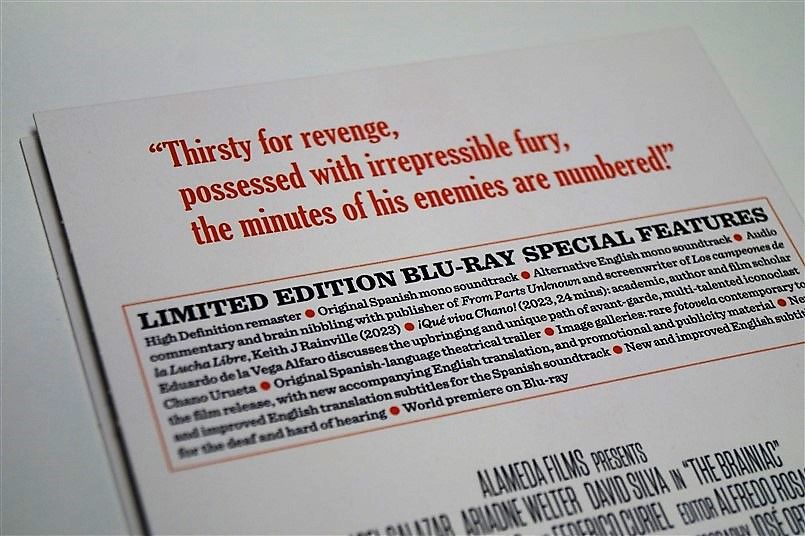 “Thirsty for revenge,
possessed with irrepressible fury,
the minutes of his enemies are numbered!”
LIMITED EDITION BLU-RAY SPECIAL FEATURES
High Definition remaster ● Original Spanish mono soundtrack ● Alternative English mono soundtrack ● Audio
commentary and brain nibbling with publisher of From Parts Unknown and screenwriter of Los campeones de
la Lucha Libre, Keith J Rainville (2023) ● ¡Qué viva Chano! (2023, 24 mins): academic, author and film scholar
Eduardo de la Vega Alfaro discusses the upbringing and unique path of avant-garde, multi-talented iconoclast
Chano Urueta ● Original Spanish-language theatrical trailer ● Image galleries: rare fotovela contemporary to
the film release, with new accompanying English translation, and promotional and publicity material ●
and improved English translation subtitles for the Spanish soundtrack ● New and improved English
for the deaf and hard of hearing ● World premiere on Blu-ray
ALAMEDA FILMS PRESENTS
SALAZAR ARIADNE WELTER DAVID SILVA IN “THE BRAINIAC”
FEDERICO CURIEL EDITOR ALFREDO
JOSÉ